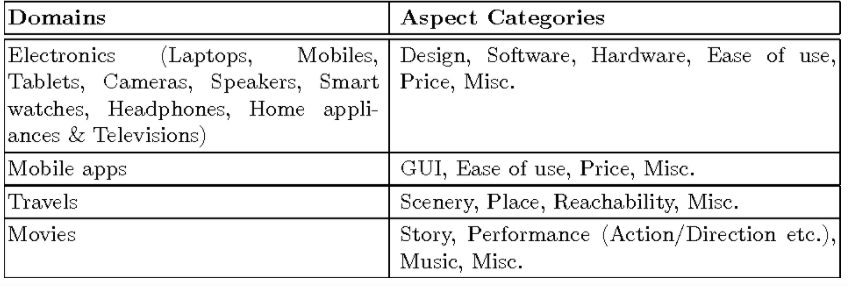 Domains
Aspect Categories
Electronics (Laptops, Mobiles,
Tablets, Cameras, Speakers, Smart
watches, Headphones, Home appli-
ances & Televisions)
Design, Software, Hardware, Ease of use,
Price, Misc.
Mobile apps
GUI, Ease of use, Price, Misc.
Travels
Scenery, Place, Reachability, Misc.
Movies
Story, Performance (Action/Direction etc.),
Music, Misc.